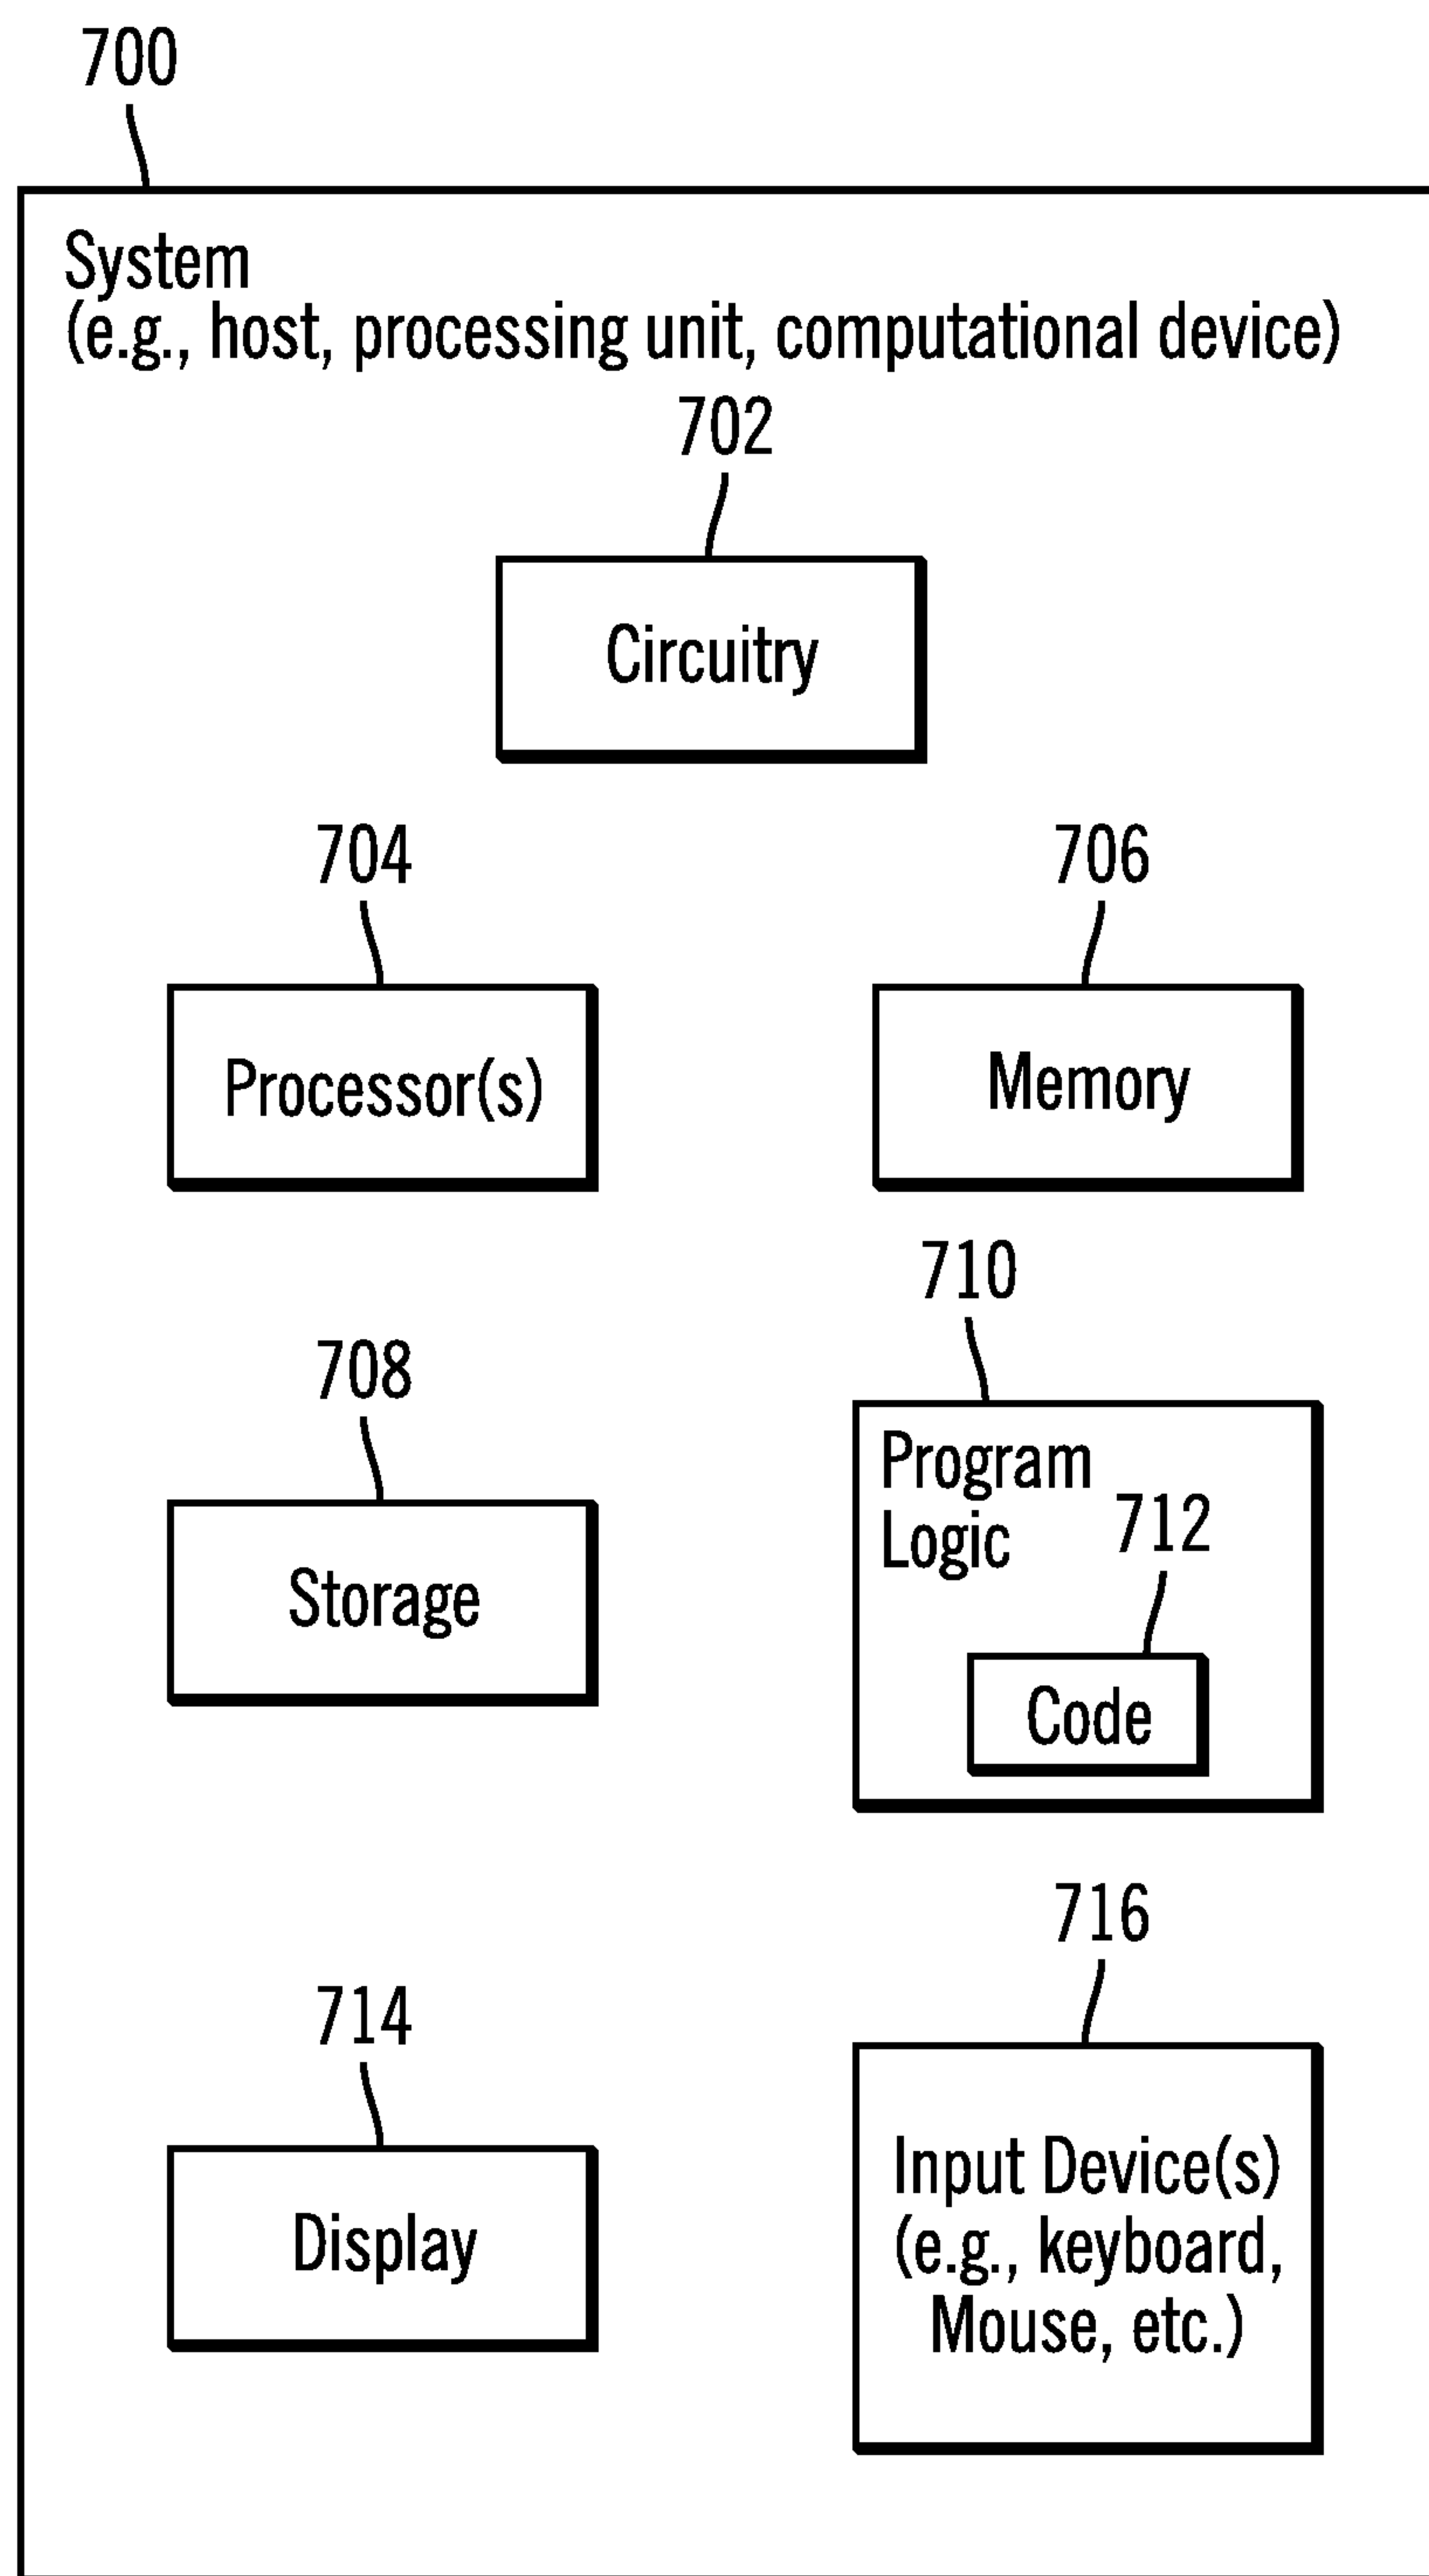 700
System
(e.g., host, processing unit, computational device)
702
Circuitry
704
706
Processor(s)
Memory
710
708
Program
Logic
712
Storage
Code
716
714
Display
Input Device(s)
(e.g., keyboard,
Mouse, etc.)